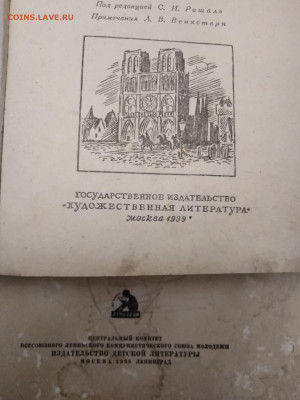 COINS.LAVE.RU
Под редакцией С. И. Рошаль
Примечания Л. В. Венкстерн
ГОСУДАРСТВЕННОЕ ИЗДАТЕЛЬСТВО
"ХУДОЖЕСТВЕННАЯ ЛИТЕРАТУРА"
Москва 1939
ЦЕНТРАЛЬНЫЙ КОМИТЕТ
ВСЕСОЮЗНОГО ЛЕНИНСКОГО КОММУНИСТИЧЕСКОГО СОЮЗА МОЛОДЕЖИ
ИЗДАТЕЛЬСТВО ДЕТСКОЙ ЛИТЕРАТУРЫ
МОСКВА ЛЕНИНГРАД